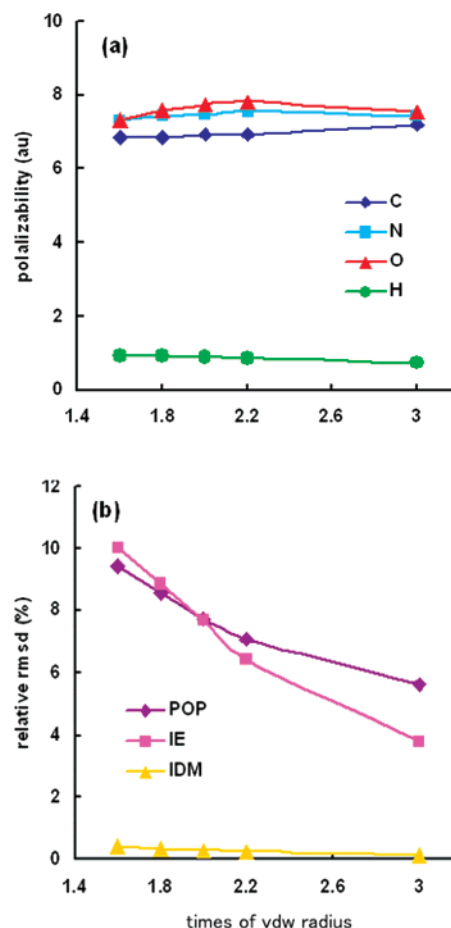 10
(a)
8
6
4
2
0
polalizability (au)
C
N
O
H
1.4
1.8
2.2
2.6
3
12
(b)
10
8
6
4
2
0
relative rmsd (%)
POP
IE
IDM
1.4
1.8
2.2
2.6
3
times of vdw radius